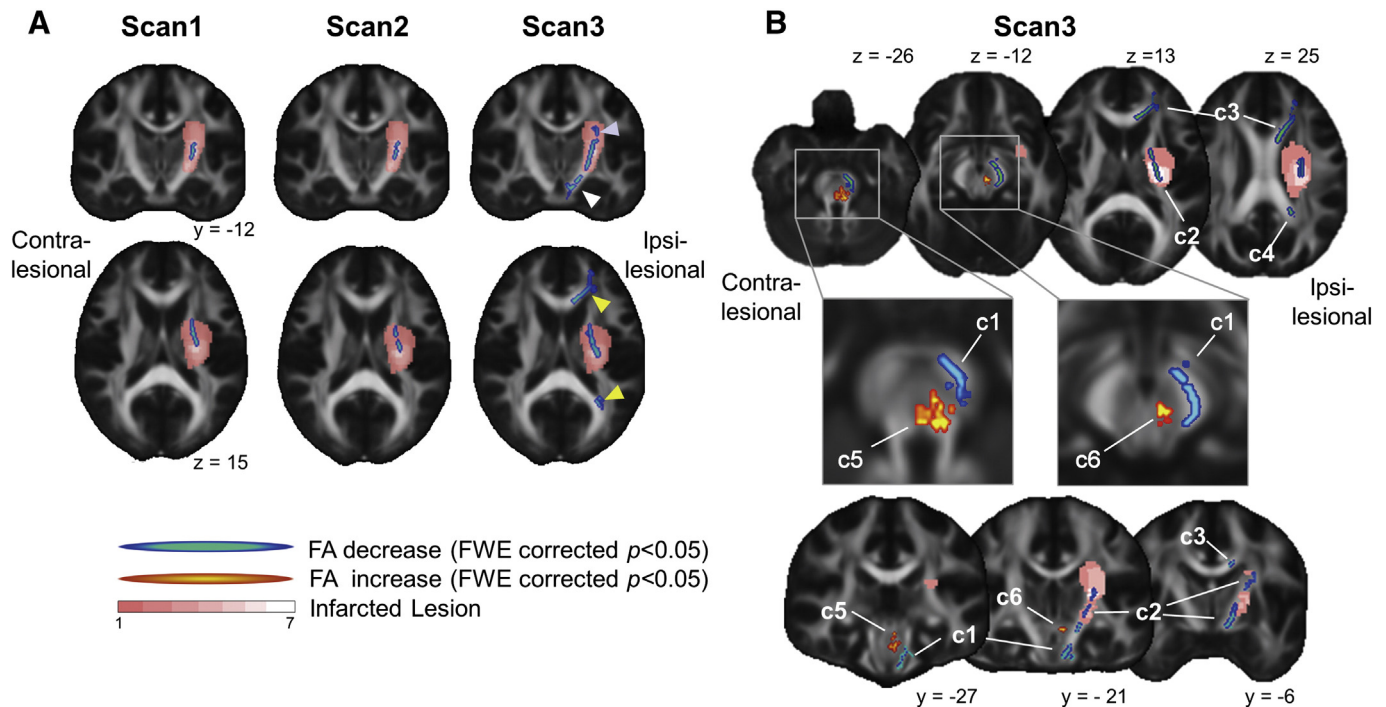 A
Scan1
Scan2
Scan3
y = -12
Contra-
lesional
Ipsi-
lesional
z = 15
FA decrease (FWE corrected p<0.05)
FA increase (FWE corrected p<0.05)
Infarcted Lesion
1
7
B
Scan3
z = -26
z = -12
z =13
z = 25
c3
c2
c4
Contra-
lesional
Ipsi-
lesional
c1
c5
c1
c6
c3
c5
c6
c1
c2
y = -27
y = - 21
y = -6